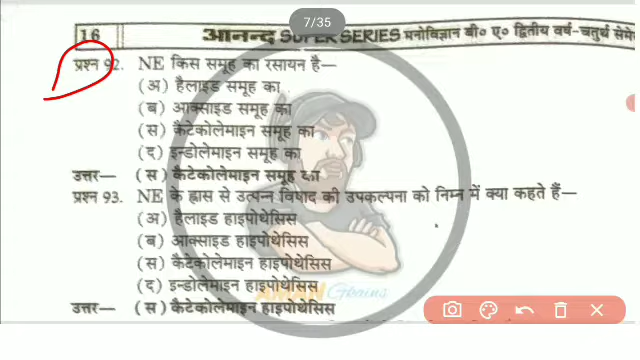 7/35
16 आनन्द SUPER SERIES मनोविज्ञान बी० ए० द्वितीय वर्ष-चतुर्थ सेमे
प्रश्न 92. NE किस समूह का रसायन है—
(अ) हैलाइड समूह का
(ब) आक्साइड समूह का
(स) कैटेकोलेमाइन समूह का
(द) इन्डोलेमाइन समूह का
उत्तर— (स) कैटेकोलेमाइन समूह का
प्रश्न 93. NE के ह्रास से उत्पन्न विषाद की उपकल्पना को निम्न में क्या कहते हैं—
(अ) हैलाइड हाइपोथेसिस
(ब) आक्साइड हाइपोथेसिस
(स) कैटेकोलेमाइन हाइपोथेसिस
(द) इन्डोलेमाइन हाइपोथेसिस
AMAN Grains
उत्तर— (स) कैटेकोलेमाइन हाइपोथेसिस